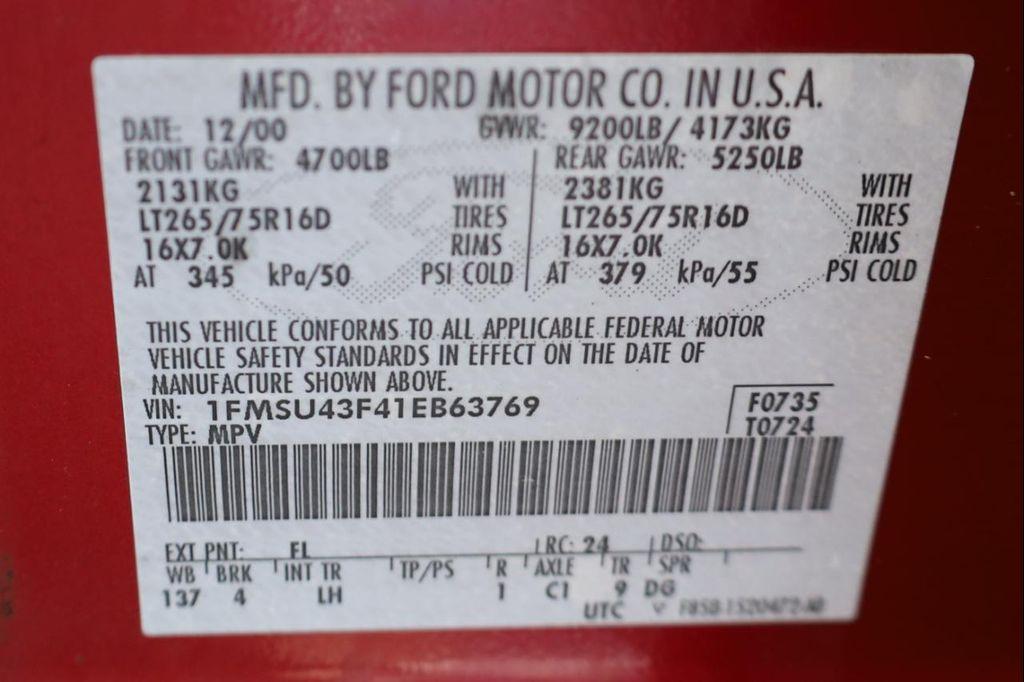 MFD. BY FORD MOTOR CO. IN U.S.A.
DATE: 12/00 GVWR: 9200LB/ 4173KG
FRONT GAWR: 4700LB REAR GAWR: 5250LB
2131KG WITH 2381KG WITH
LT265/75R16D TIRES LT265/75R16D TIRES
16X7.0K RIMS 16X7.0K RIMS
AT 345 kPa/50 PSI COLD AT 379 kPa/55 PSI COLD
THIS VEHICLE CONFORMS TO ALL APPLICABLE FEDERAL MOTOR
VEHICLE SAFETY STANDARDS IN EFFECT ON THE DATE OF
MANUFACTURE SHOWN ABOVE.
VIN: 1FMSU43F41EB63769 F0735
TYPE: MPV T0724
EXT PNT: FL RC: 24 DSO:
WB BRK INT TR TP/PS R AXLE TR SPR
137 4 LH 1 C1 9 DG
UTC V F85B-1520472-AB